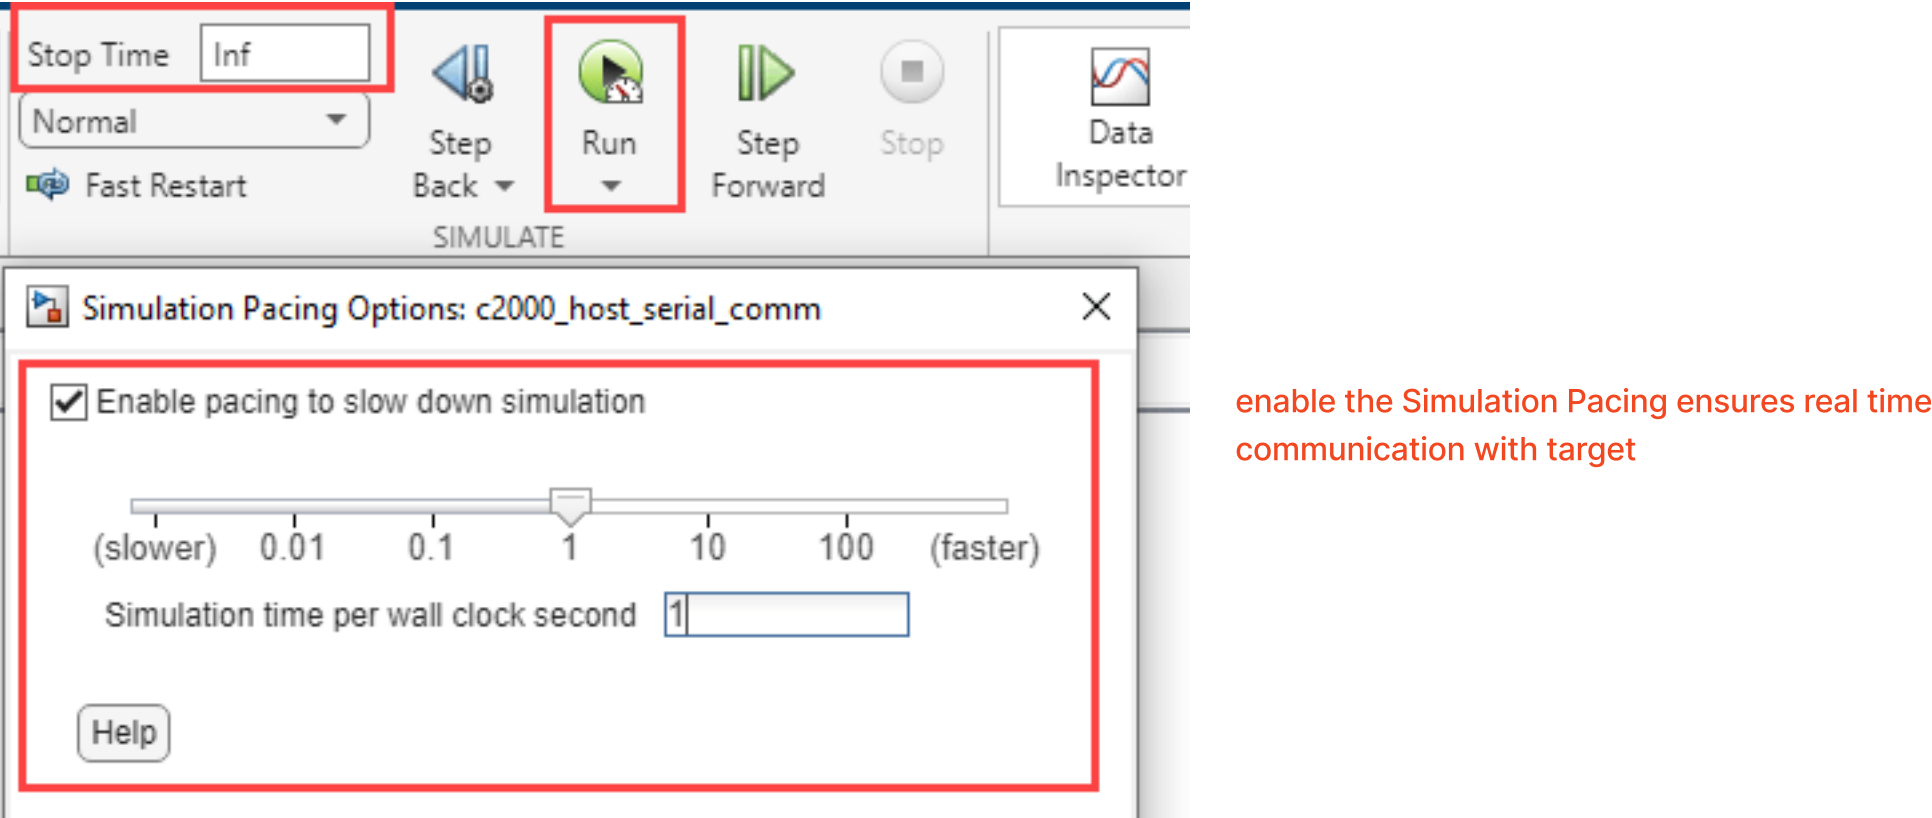 Stop Time Inf
Normal
Fast Restart
Step
Back
Run
Step
Forward
Stop
SIMULATE
Data
Inspector
Simulation Pacing Options: c2000_host_serial_comm
Enable pacing to slow down simulation
(slower) 0.01 0.1 1 10 100 (faster)
Simulation time per wall clock second 1
Help
enable the Simulation Pacing ensures real time
communication with target